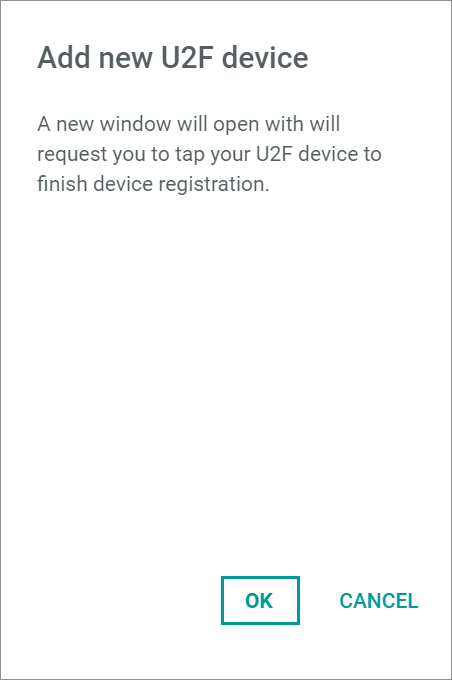 Add new U2F device
A new window will open with will
request you to tap your U2F device to
finish device registration.
OK CANCEL